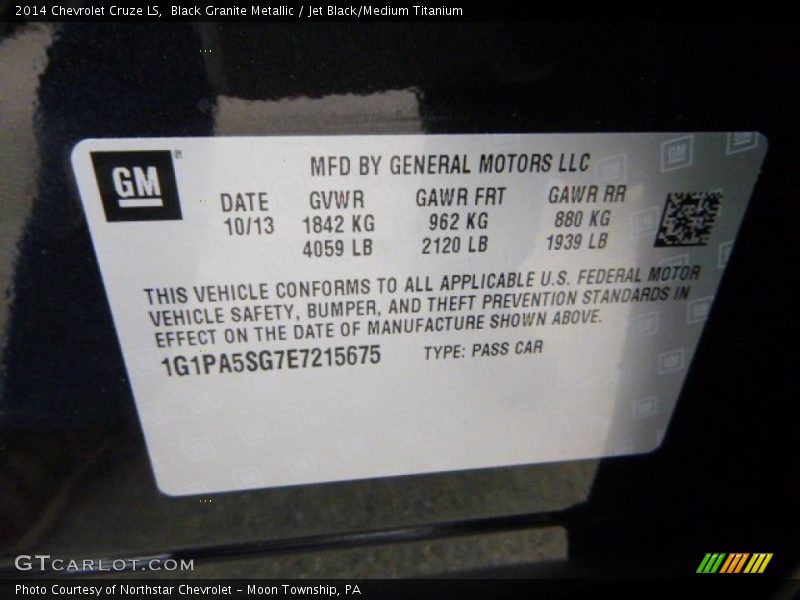 2014 Chevrolet Cruze LS, Black Granite Metallic / Jet Black/Medium Titanium
GM®
MFD BY GENERAL MOTORS LLC
DATE GVWR GAWR FRT GAWR RR
10/13 1842 KG 962 KG 880 KG
4059 LB 2120 LB 1939 LB
THIS VEHICLE CONFORMS TO ALL APPLICABLE U.S. FEDERAL MOTOR
VEHICLE SAFETY, BUMPER, AND THEFT PREVENTION STANDARDS IN
EFFECT ON THE DATE OF MANUFACTURE SHOWN ABOVE.
1G1PA5SG7E7215675 TYPE: PASS CAR
GTCARLOT.COM
Photo Courtesy of Northstar Chevrolet - Moon Township, PA